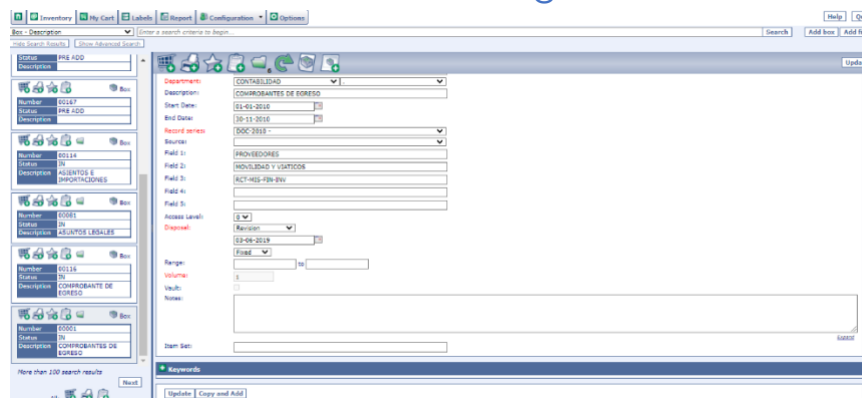 Inventory My Cart Labels Report Configuration Options Help
Box - Description Enter a search criteria to begin... Search Add box
Hide Search Results Show Advanced Search
Status PRE ADD
Description
Box
Number 00167
Status PRE ADD
Description
Box
Number 00114
Status IN
Description ASIENTOS E IMPORTACIONES
Box
Number 00081
Status IN
Description ASUNTOS LEGALES
Box
Number 00116
Status IN
Description COMPROBANTE DE EGRESO
Box
Number 00001
Status IN
Description COMPROBANTES DE EGRESO
More than 100 search results
Next
Department: CONTABILIDAD
Description: COMPROBANTES DE EGRESO
Start Date: 01-01-2010
End Date: 30-11-2010
Record series: DOC-2010 -
Source:
Field 1: PROVEEDORES
Field 2: MOVILIDAD Y VIATICOS
Field 3: RCT-MIS-FIN-INV
Field 4:
Field 5:
Access Level: 0
Disposal: Revision
03-06-2019
Fixed
Range: to
Volume:
Vault:
Notes:
Expand
Item Set:
Keywords
Update Copy and Add